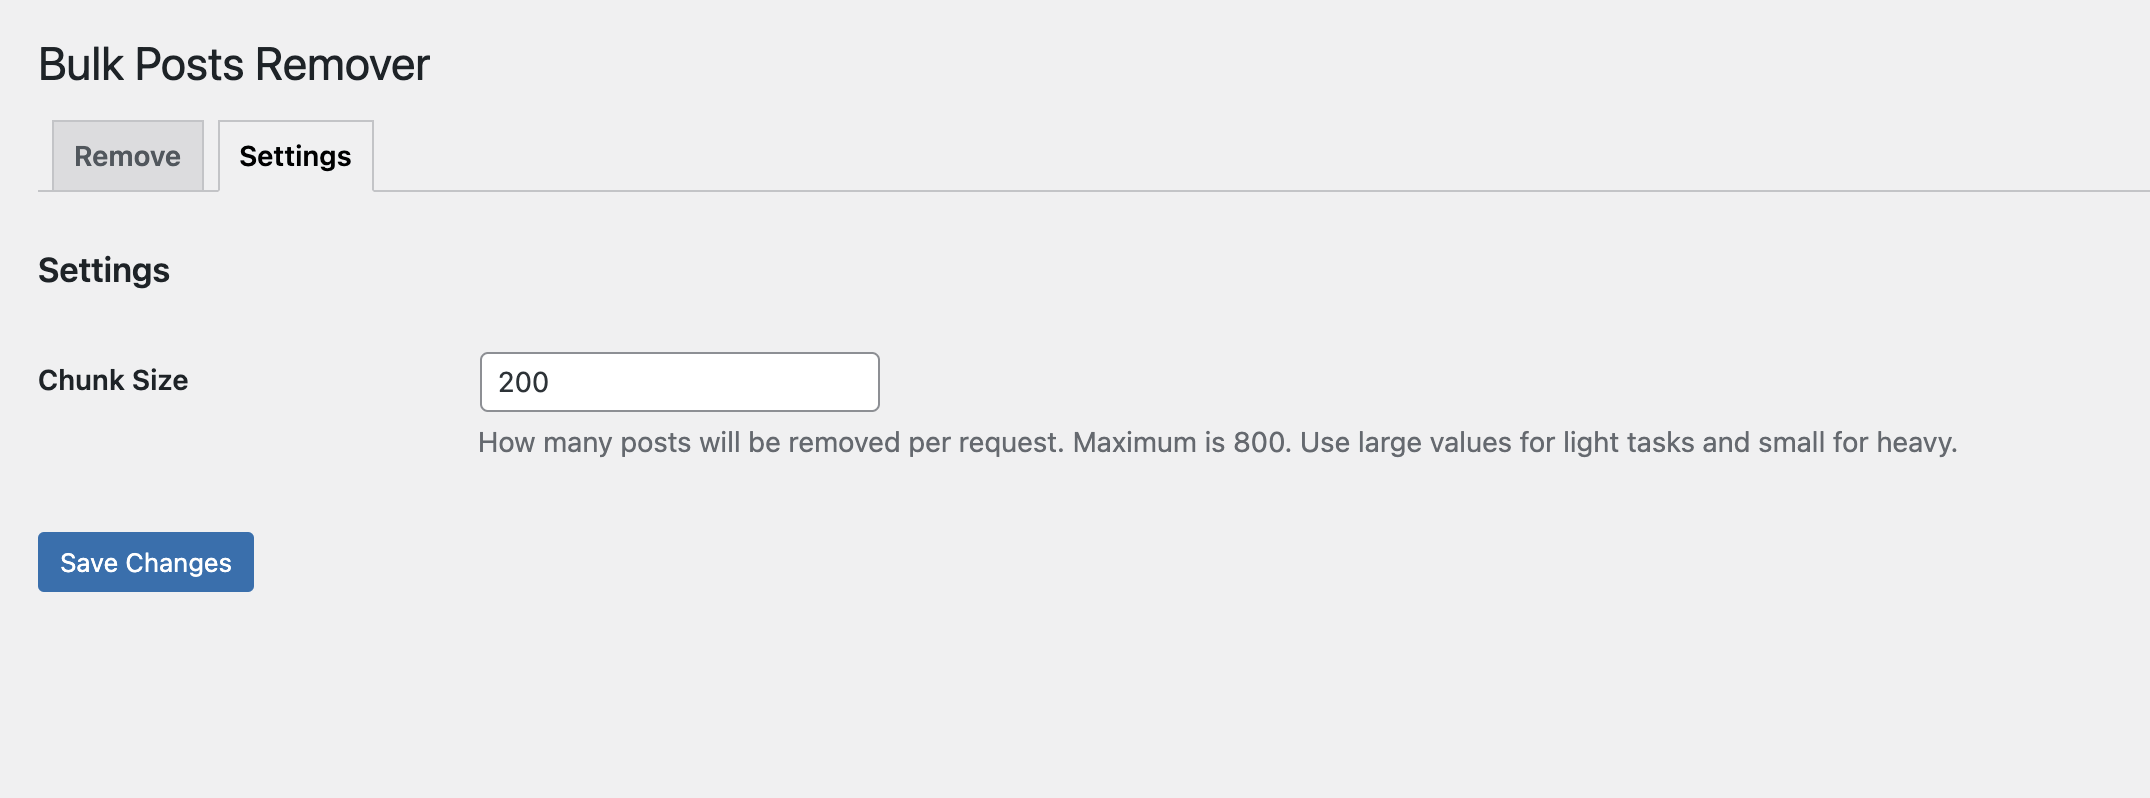 Bulk Posts Remover
Remove
Settings
Settings
Chunk Size
200
How many posts will be removed per request. Maximum is 800. Use large values for light tasks and small for heavy.
Save Changes